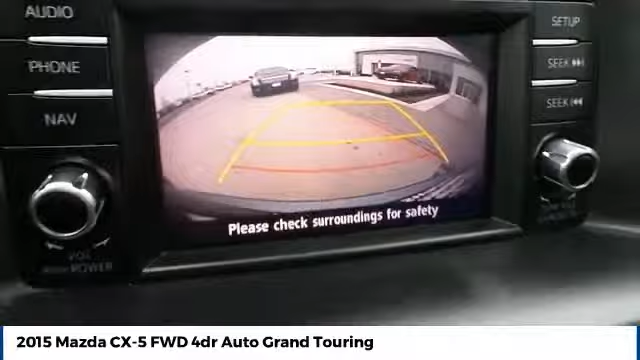 AUDIO
PHONE
NAV
VOL
POWER
SETUP
SEEK
SEEK
Please check surroundings for safety
2015 Mazda CX-5 FWD 4dr Auto Grand Touring